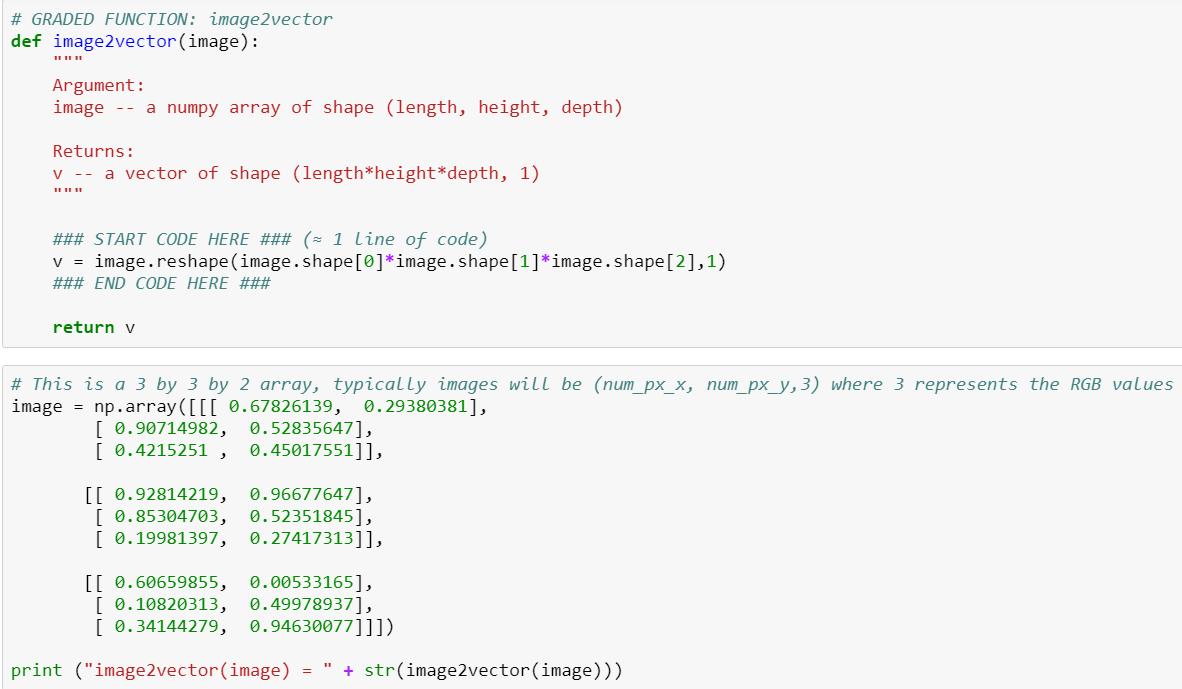 # GRADED FUNCTION: image2vector
def image2vector(image):
    """
    Argument:
    image -- a numpy array of shape (length, height, depth)
    
    Returns:
    v -- a vector of shape (length*height*depth, 1)
    """
    
    ### START CODE HERE ### (≈ 1 line of code)
    v = image.reshape(image.shape[0]*image.shape[1]*image.shape[2],1)
    ### END CODE HERE ###
    
    return v

# This is a 3 by 3 by 2 array, typically images will be (num_px_x, num_px_y,3) where 3 represents the RGB values
image = np.array([[[ 0.67826139,  0.29380381],
        [ 0.90714982,  0.52835647],
        [ 0.4215251 ,  0.45017551]],

       [[ 0.92814219,  0.96677647],
        [ 0.85304703,  0.52351845],
        [ 0.19981397,  0.27417313]],

       [[ 0.60659855,  0.00533165],
        [ 0.10820313,  0.49978937],
        [ 0.34144279,  0.94630077]]])

print ("image2vector(image) = " + str(image2vector(image)))